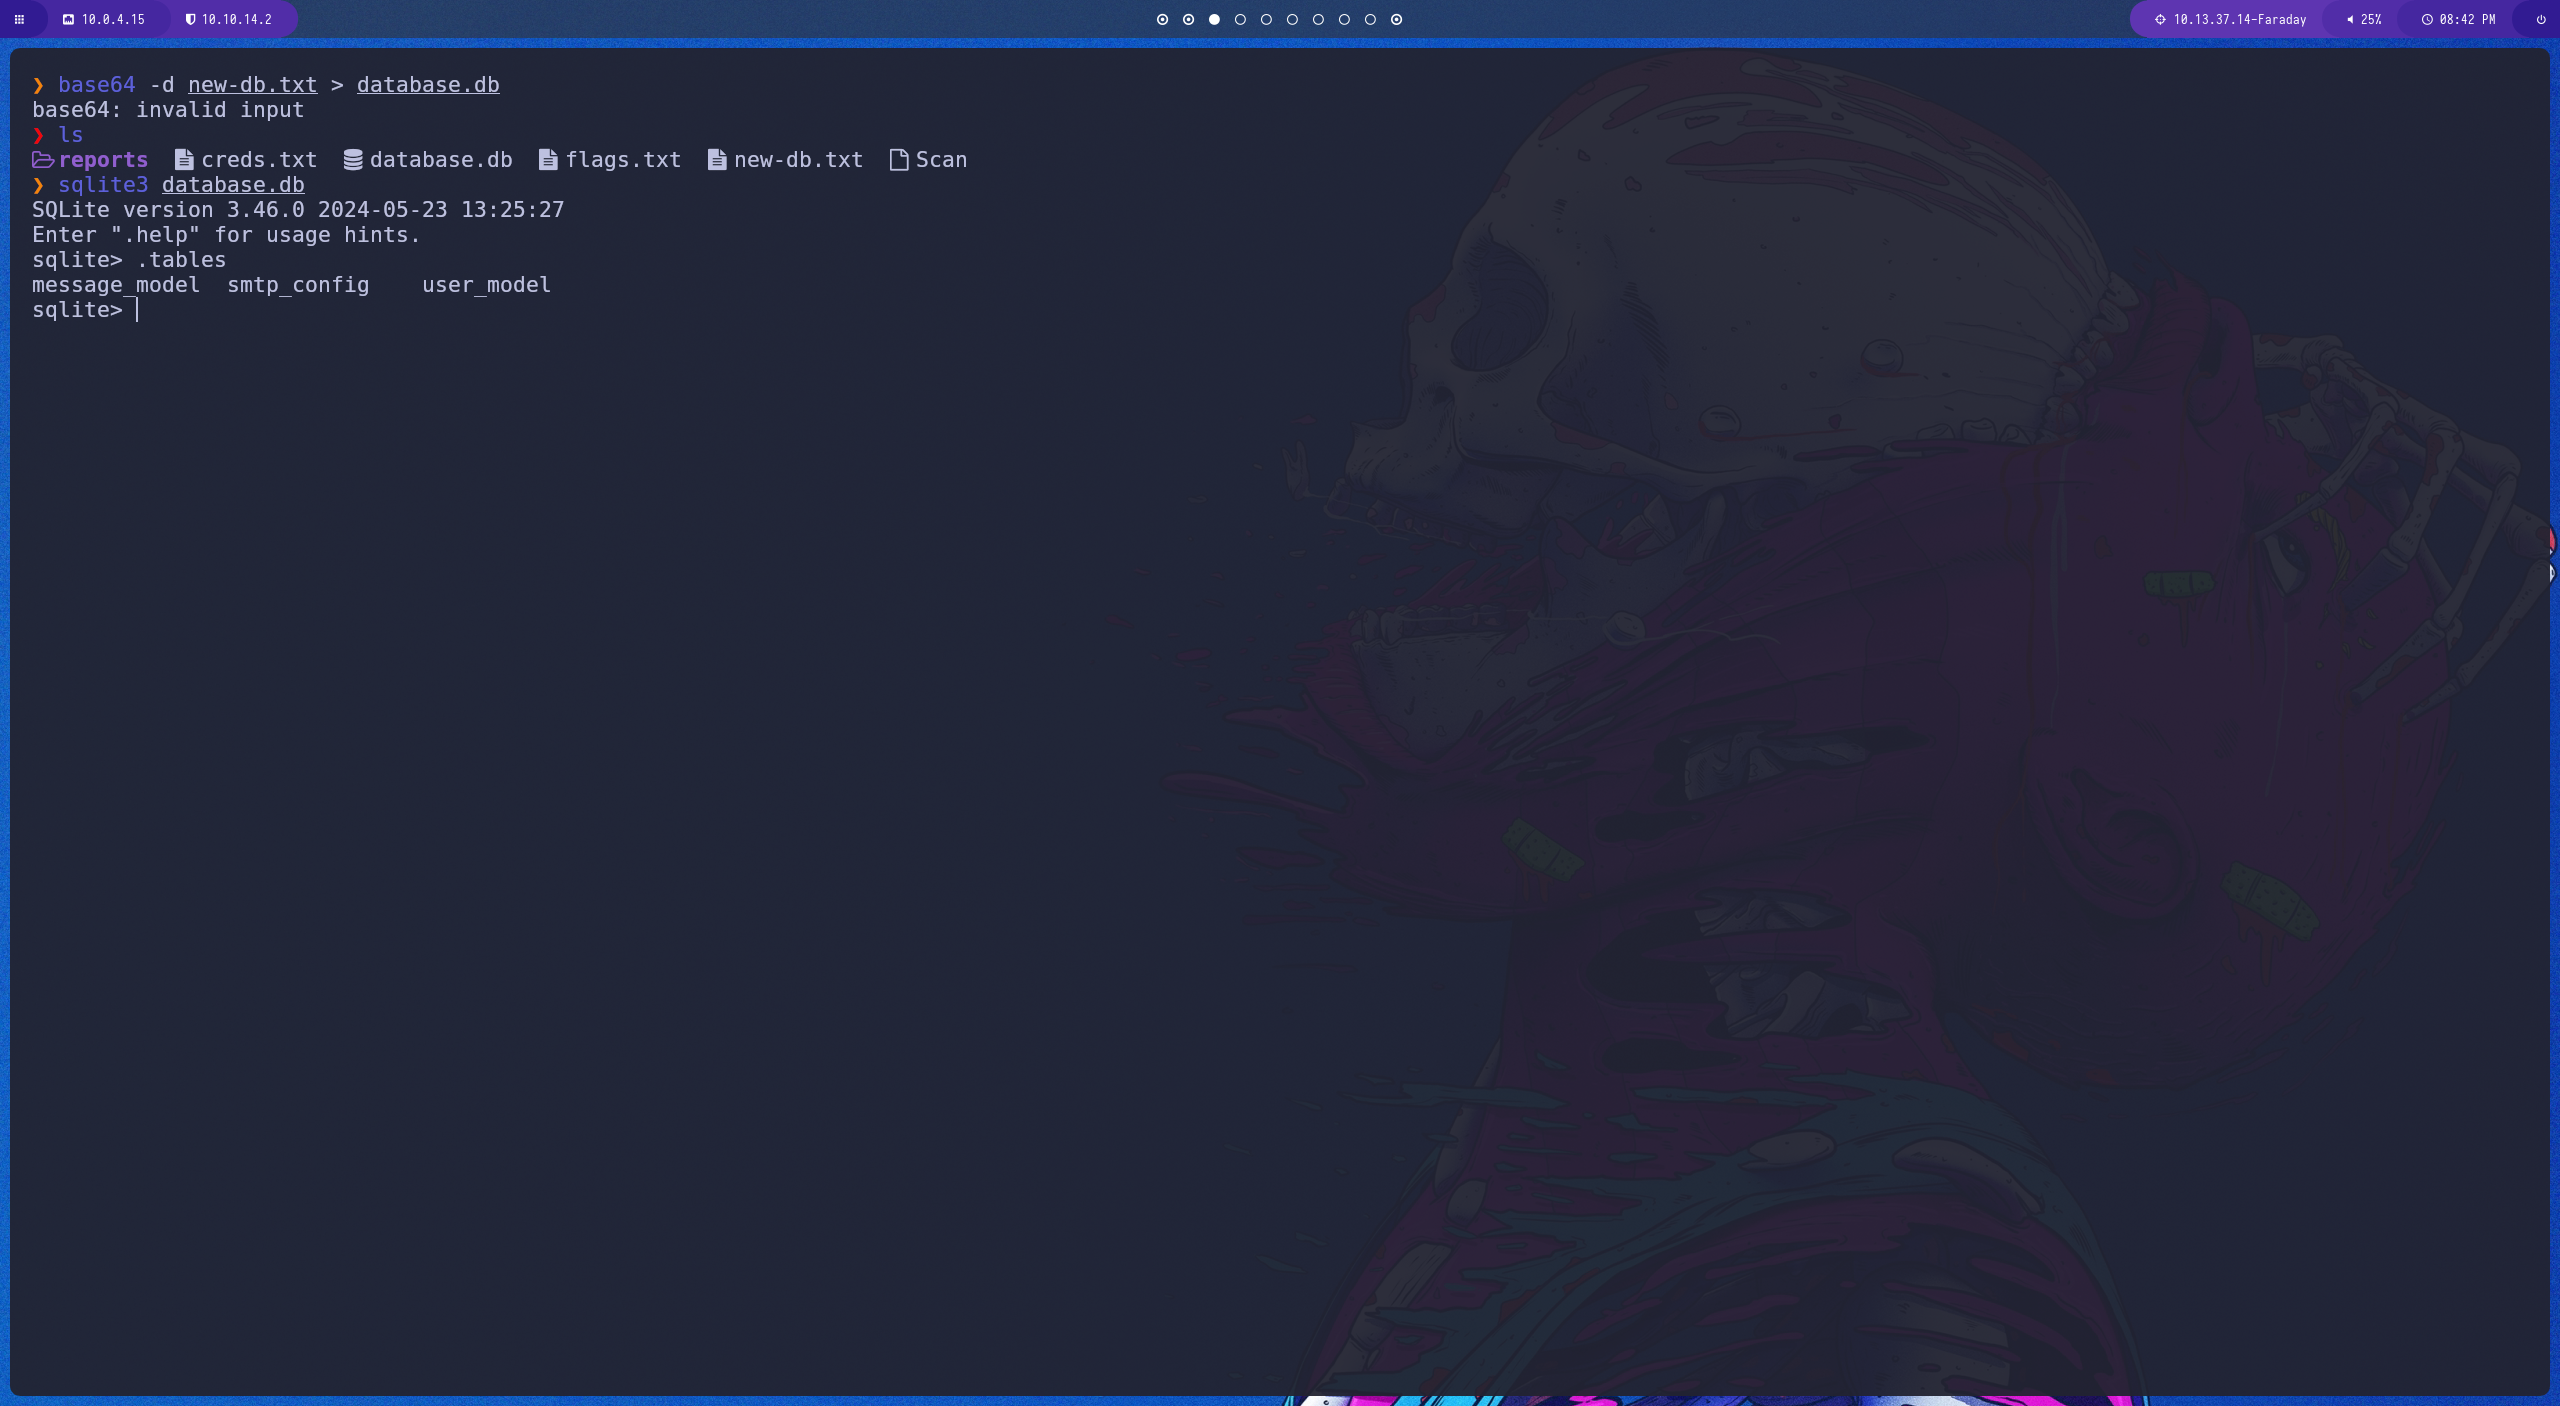 10.0.4.15 10.10.14.2 10.13.37.14-Faraday 25% 08:42 PM
❯ base64 -d new-db.txt > database.db
base64: invalid input
❯ ls
reports creds.txt database.db flags.txt new-db.txt Scan
❯ sqlite3 database.db
SQLite version 3.46.0 2024-05-23 13:25:27
Enter ".help" for usage hints.
sqlite> .tables
message_model smtp_config user_model
sqlite>